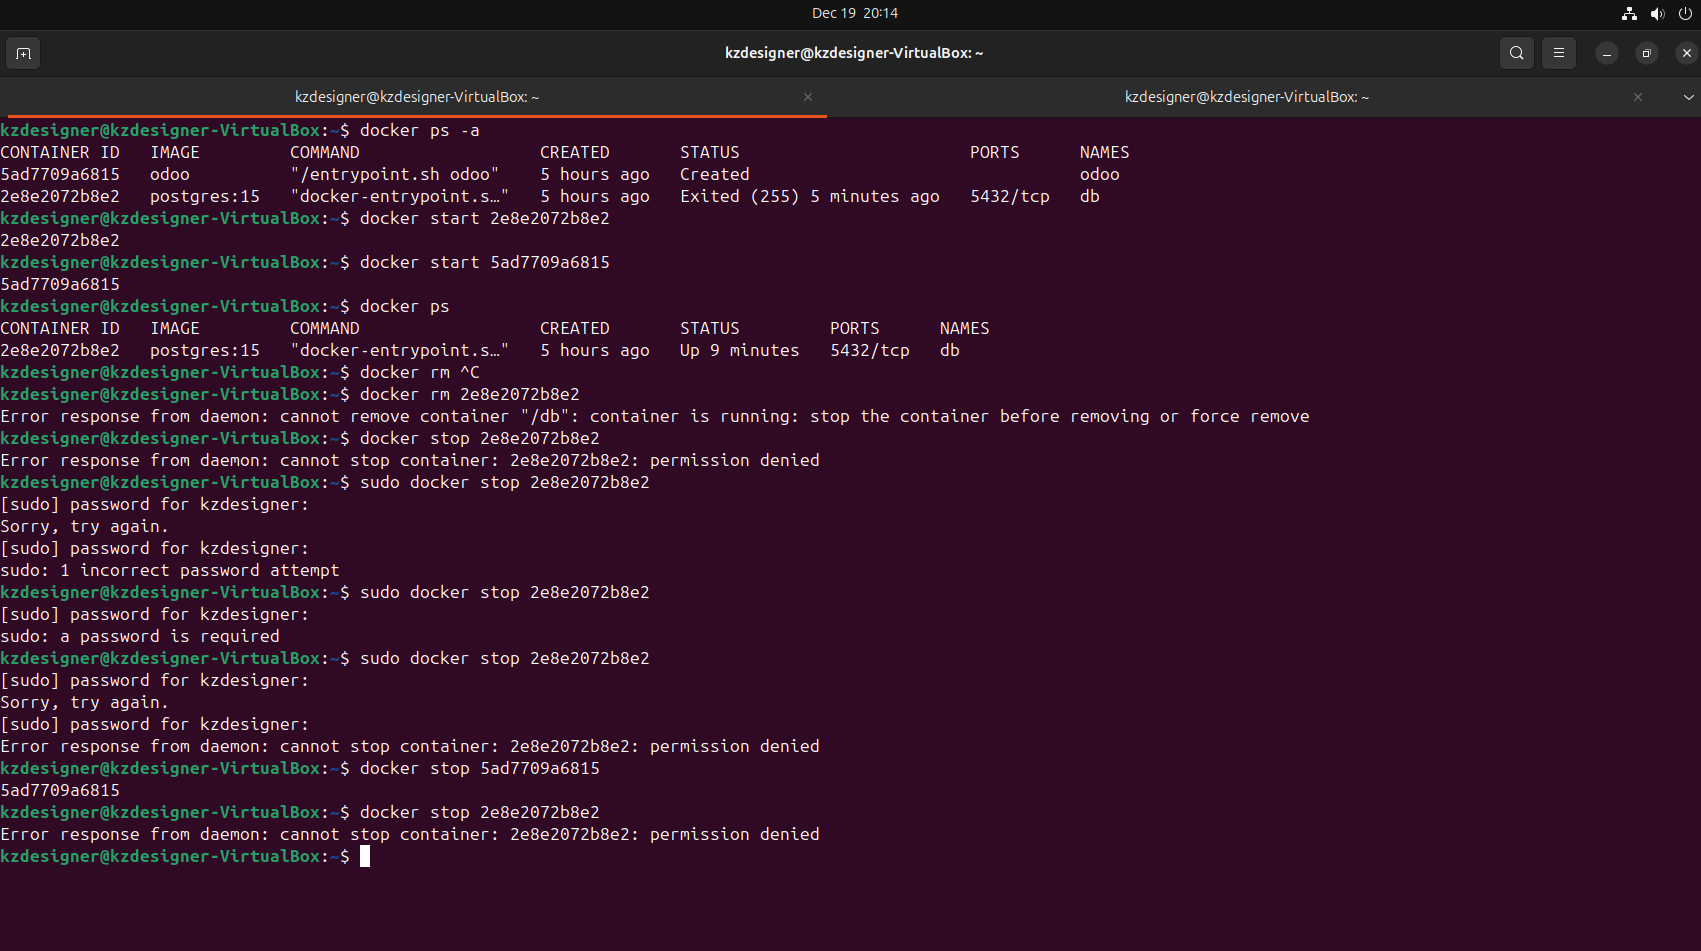 Dec 19  20:14
kzdesigner@kzdesigner-VirtualBox: ~
kzdesigner@kzdesigner-VirtualBox: ~
kzdesigner@kzdesigner-VirtualBox: ~
kzdesigner@kzdesigner-VirtualBox:~$ docker ps -a
CONTAINER ID   IMAGE         COMMAND                  CREATED       STATUS                       PORTS      NAMES
5ad7709a6815   odoo          "/entrypoint.sh odoo"    5 hours ago   Created                                 odoo
2e8e2072b8e2   postgres:15   "docker-entrypoint.s…"   5 hours ago   Exited (255) 5 minutes ago   5432/tcp   db
kzdesigner@kzdesigner-VirtualBox:~$ docker start 2e8e2072b8e2
2e8e2072b8e2
kzdesigner@kzdesigner-VirtualBox:~$ docker start 5ad7709a6815
5ad7709a6815
kzdesigner@kzdesigner-VirtualBox:~$ docker ps
CONTAINER ID   IMAGE         COMMAND                  CREATED       STATUS         PORTS      NAMES
2e8e2072b8e2   postgres:15   "docker-entrypoint.s…"   5 hours ago   Up 9 minutes   5432/tcp   db
kzdesigner@kzdesigner-VirtualBox:~$ docker rm ^C
kzdesigner@kzdesigner-VirtualBox:~$ docker rm 2e8e2072b8e2
Error response from daemon: cannot remove container "/db": container is running: stop the container before removing or force remove
kzdesigner@kzdesigner-VirtualBox:~$ docker stop 2e8e2072b8e2
Error response from daemon: cannot stop container: 2e8e2072b8e2: permission denied
kzdesigner@kzdesigner-VirtualBox:~$ sudo docker stop 2e8e2072b8e2
[sudo] password for kzdesigner:
Sorry, try again.
[sudo] password for kzdesigner:
sudo: 1 incorrect password attempt
kzdesigner@kzdesigner-VirtualBox:~$ sudo docker stop 2e8e2072b8e2
[sudo] password for kzdesigner:
sudo: a password is required
kzdesigner@kzdesigner-VirtualBox:~$ sudo docker stop 2e8e2072b8e2
[sudo] password for kzdesigner:
Sorry, try again.
[sudo] password for kzdesigner:
Error response from daemon: cannot stop container: 2e8e2072b8e2: permission denied
kzdesigner@kzdesigner-VirtualBox:~$ docker stop 5ad7709a6815
5ad7709a6815
kzdesigner@kzdesigner-VirtualBox:~$ docker stop 2e8e2072b8e2
Error response from daemon: cannot stop container: 2e8e2072b8e2: permission denied
kzdesigner@kzdesigner-VirtualBox:~$